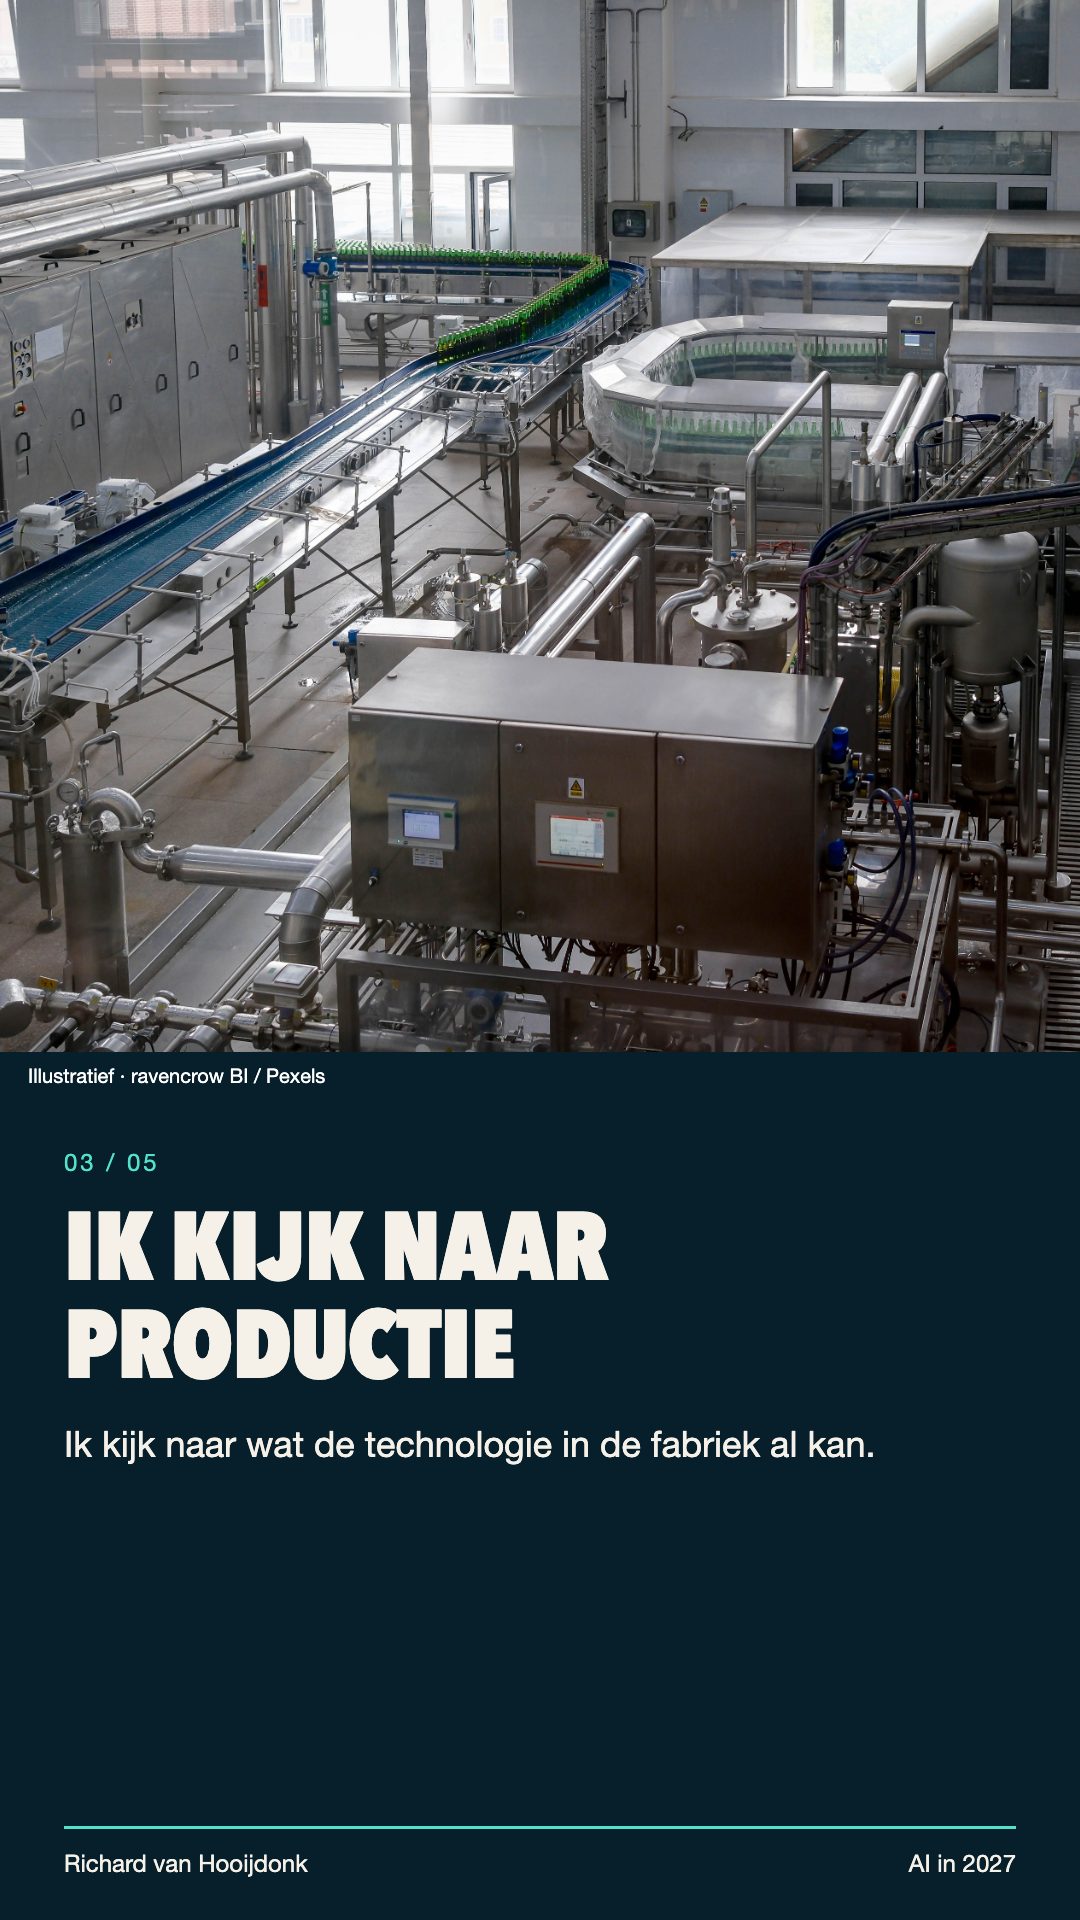 Illustratief · ravencrow BI / Pexels
03 / 05
IK KIJK NAAR
PRODUCTIE
Ik kijk naar wat de technologie in de fabriek al kan.
Richard van Hooijdonk
AI in 2027